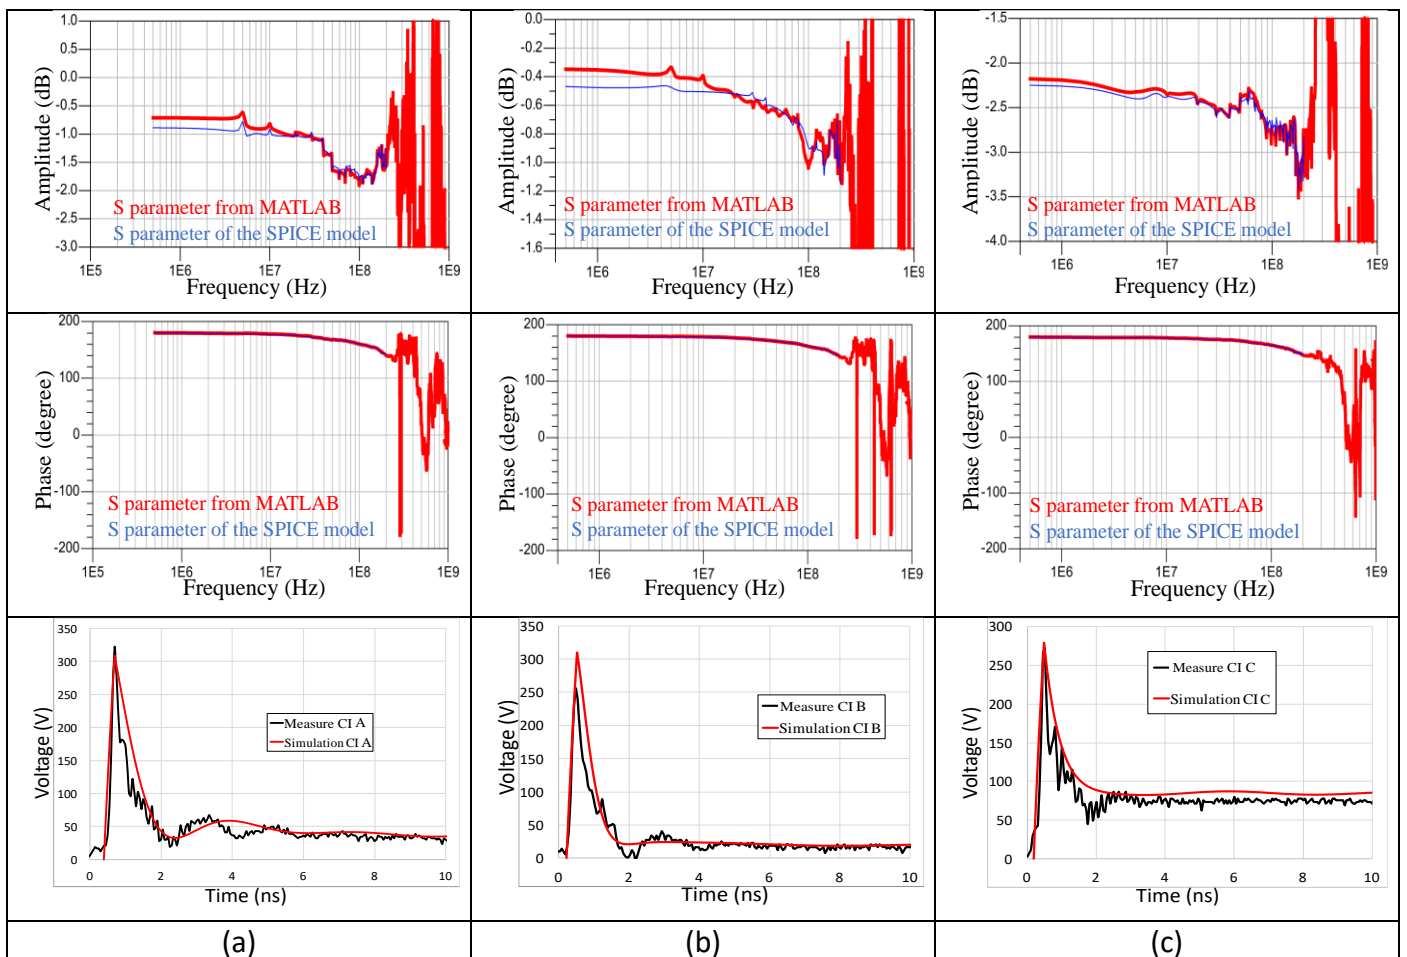 1.0
0.5
0.0
-0.5
-1.0
-1.5
-2.0
-2.5
-3.0
Amplitude (dB)
S parameter from MATLAB
S parameter of the SPICE model
1E5 1E6 1E7 1E8 1E9
Frequency (Hz)
0.0
-0.2
-0.4
-0.6
-0.8
-1.0
-1.2
-1.4
-1.6
Amplitude (dB)
S parameter from MATLAB
S parameter of the SPICE model
1E6 1E7 1E8 1E9
Frequency (Hz)
-1.5
-2.0
-2.5
-3.0
-3.5
-4.0
Amplitude (dB)
S parameter from MATLAB
S parameter of the SPICE model
1E6 1E7 1E8 1E9
Frequency (Hz)
200
100
0
-100
-200
Phase (degree)
S parameter from MATLAB
S parameter of the SPICE model
1E5 1E6 1E7 1E8 1E9
Frequency (Hz)
200
100
0
-100
-200
Phase (degree)
S parameter from MATLAB
S parameter of the SPICE model
1E6 1E7 1E8 1E9
Frequency (Hz)
200
100
0
-100
-200
Phase (degree)
S parameter from MATLAB
S parameter of the SPICE model
1E6 1E7 1E8 1E9
Frequency (Hz)
350
300
250
200
150
100
50
0
Voltage (V)
Measure CI A
Simulation CI A
0 2 4 6 8 10
Time (ns)
350
300
250
200
150
100
50
0
Voltage (V)
Measure CI B
Simulation CI B
0 2 4 6 8 10
Time (ns)
300
250
200
150
100
50
0
Voltage (V)
Measure CI C
Simulation CI C
0 2 4 6 8 10
Time (ns)
(a)
(b)
(c)